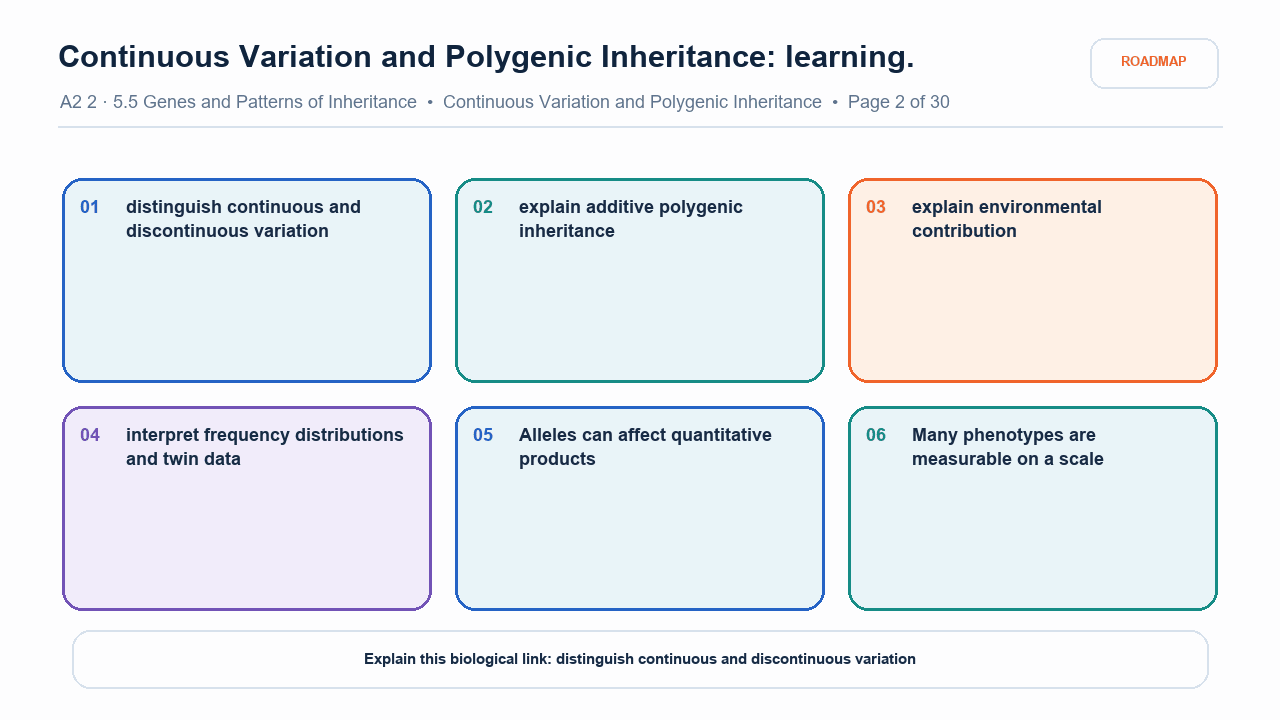 Continuous Variation and Polygenic Inheritance: learning.
ROADMAP
A2 2 · 5.5 Genes and Patterns of Inheritance • Continuous Variation and Polygenic Inheritance • Page 2 of 30
01 distinguish continuous and
discontinuous variation
02 explain additive polygenic
inheritance
03 explain environmental
contribution
04 interpret frequency distributions
and twin data
05 Alleles can affect quantitative
products
06 Many phenotypes are
measurable on a scale
Explain this biological link: distinguish continuous and discontinuous variation